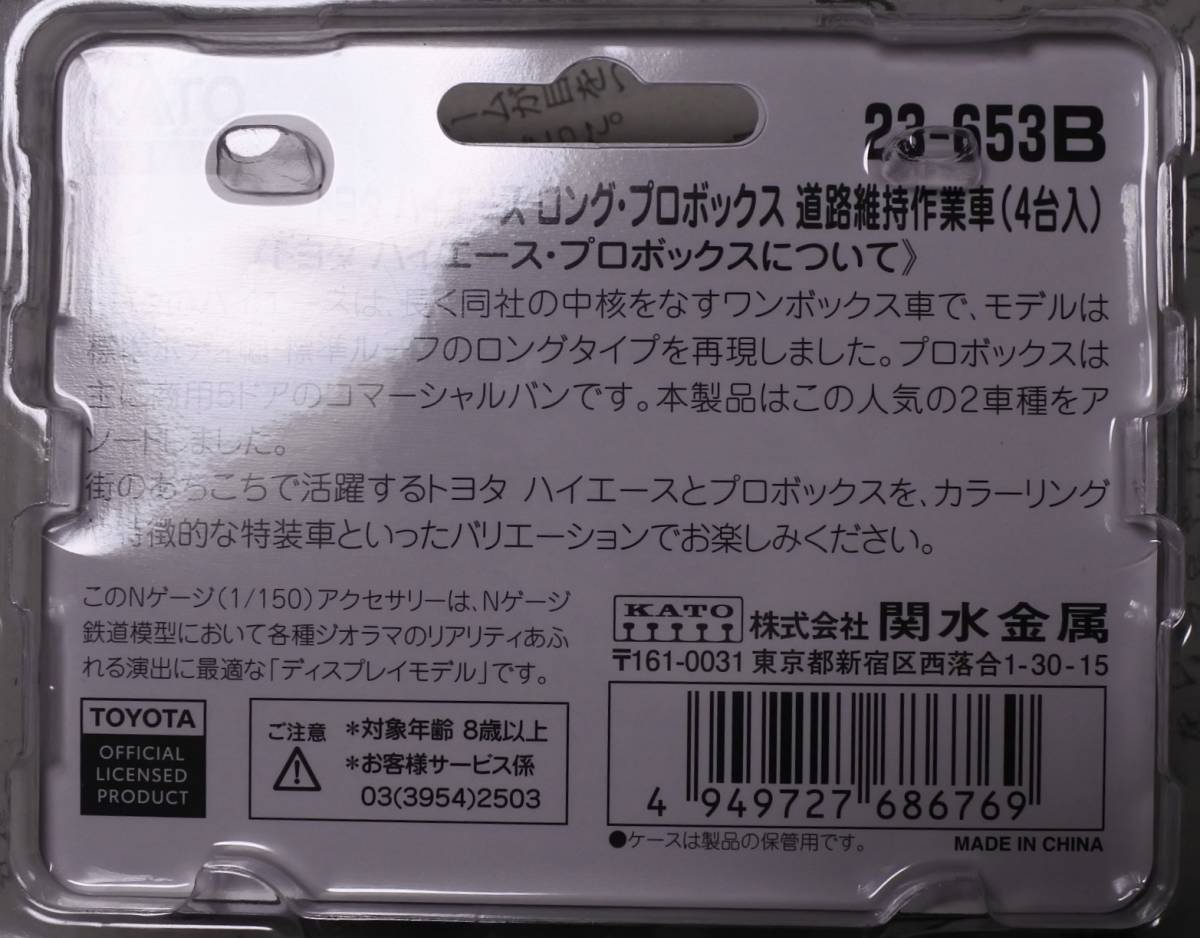 ームが目を
23-653B
ース ロング・プロボックス 道路維持作業車(4台入)
ハイエース・プロボックスについて》
ハイエースは、長く同社の中核をなすワンボックス車で、モデルは
標準ルーフのロングタイプを再現しました。プロボックスは
主に商用5ドアのコマーシャルバンです。本製品はこの人気の2車種をア
ソートしました。
街のあちこちで活躍するトヨタ ハイエースとプロボックスを、カラーリング
特徴的な特装車といったバリエーションでお楽しみください。
このNゲージ(1/150)アクセサリーは、Nゲージ
鉄道模型において各種ジオラマのリアリティあふ
れる演出に最適な「ディスプレイモデル」です。
KATO 株式会社 関水金属
〒161-0031 東京都新宿区西落合1-30-15
TOYOTA
OFFICIAL
LICENSED
PRODUCT
ご注意
*対象年齢 8歳以上
*お客様サービス係
03(3954)2503
4 949727 686769
●ケースは製品の保管用です。
MADE IN CHINA